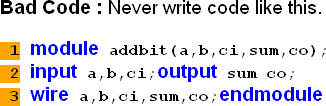 Bad Code : Never write code like this.
1 module addbit(a,b,ci,sum,co);
2 input a,b,ci;output sum co;
3 wire a,b,ci,sum,co;endmodule